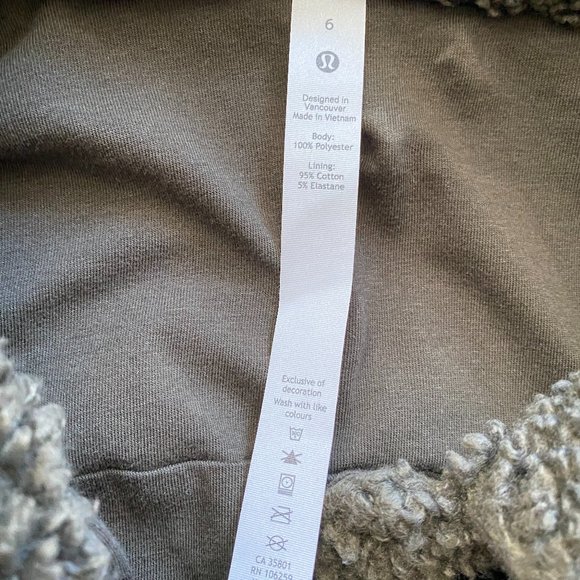 6
Designed in
Vancouver
Made in Vietnam
Body:
100% Polyester
Lining:
95% Cotton
5% Elastane
Exclusive of
decoration
Wash with like
colours
CA 35801
RN 106259